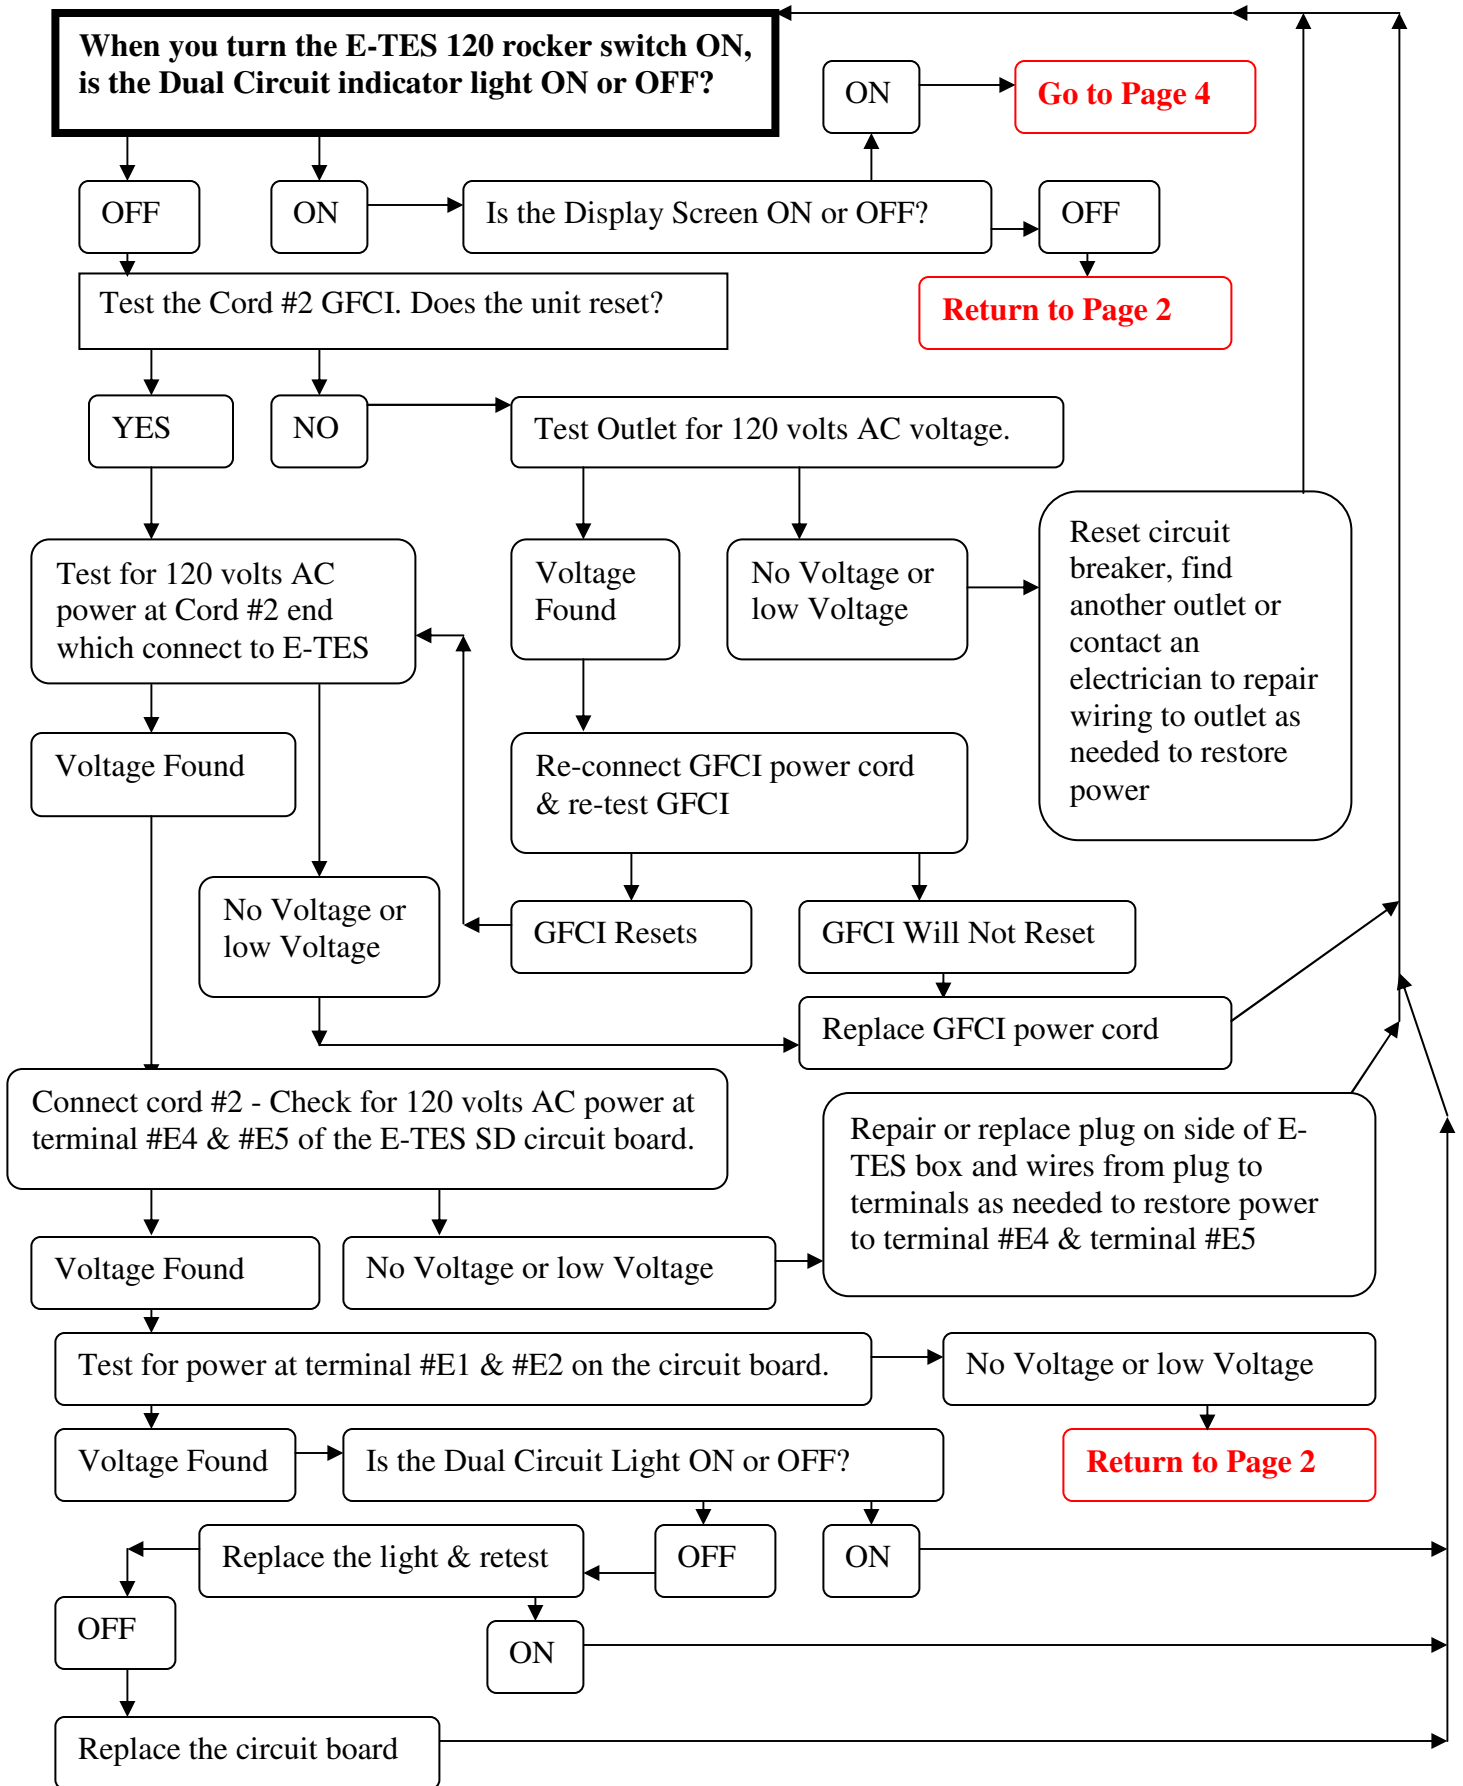 When you turn the E-TES 120 rocker switch ON,
is the Dual Circuit indicator light ON or OFF?
ON
Go to Page 4
OFF
ON
Is the Display Screen ON or OFF?
OFF
Test the Cord #2 GFCI. Does the unit reset?
Return to Page 2
YES
NO
Test Outlet for 120 volts AC voltage.
Test for 120 volts AC
power at Cord #2 end
which connect to E-TES
Voltage
Found
No Voltage or
low Voltage
Reset circuit
breaker, find
another outlet or
contact an
electrician to repair
wiring to outlet as
needed to restore
power
Voltage Found
Re-connect GFCI power cord
& re-test GFCI
No Voltage or
low Voltage
GFCI Resets
GFCI Will Not Reset
Replace GFCI power cord
Connect cord #2 - Check for 120 volts AC power at
terminal #E4 & #E5 of the E-TES SD circuit board.
Repair or replace plug on side of E-
TES box and wires from plug to
terminals as needed to restore power
to terminal #E4 & terminal #E5
Voltage Found
No Voltage or low Voltage
Test for power at terminal #E1 & #E2 on the circuit board.
No Voltage or low Voltage
Voltage Found
Is the Dual Circuit Light ON or OFF?
Return to Page 2
Replace the light & retest
OFF
ON
OFF
ON
Replace the circuit board